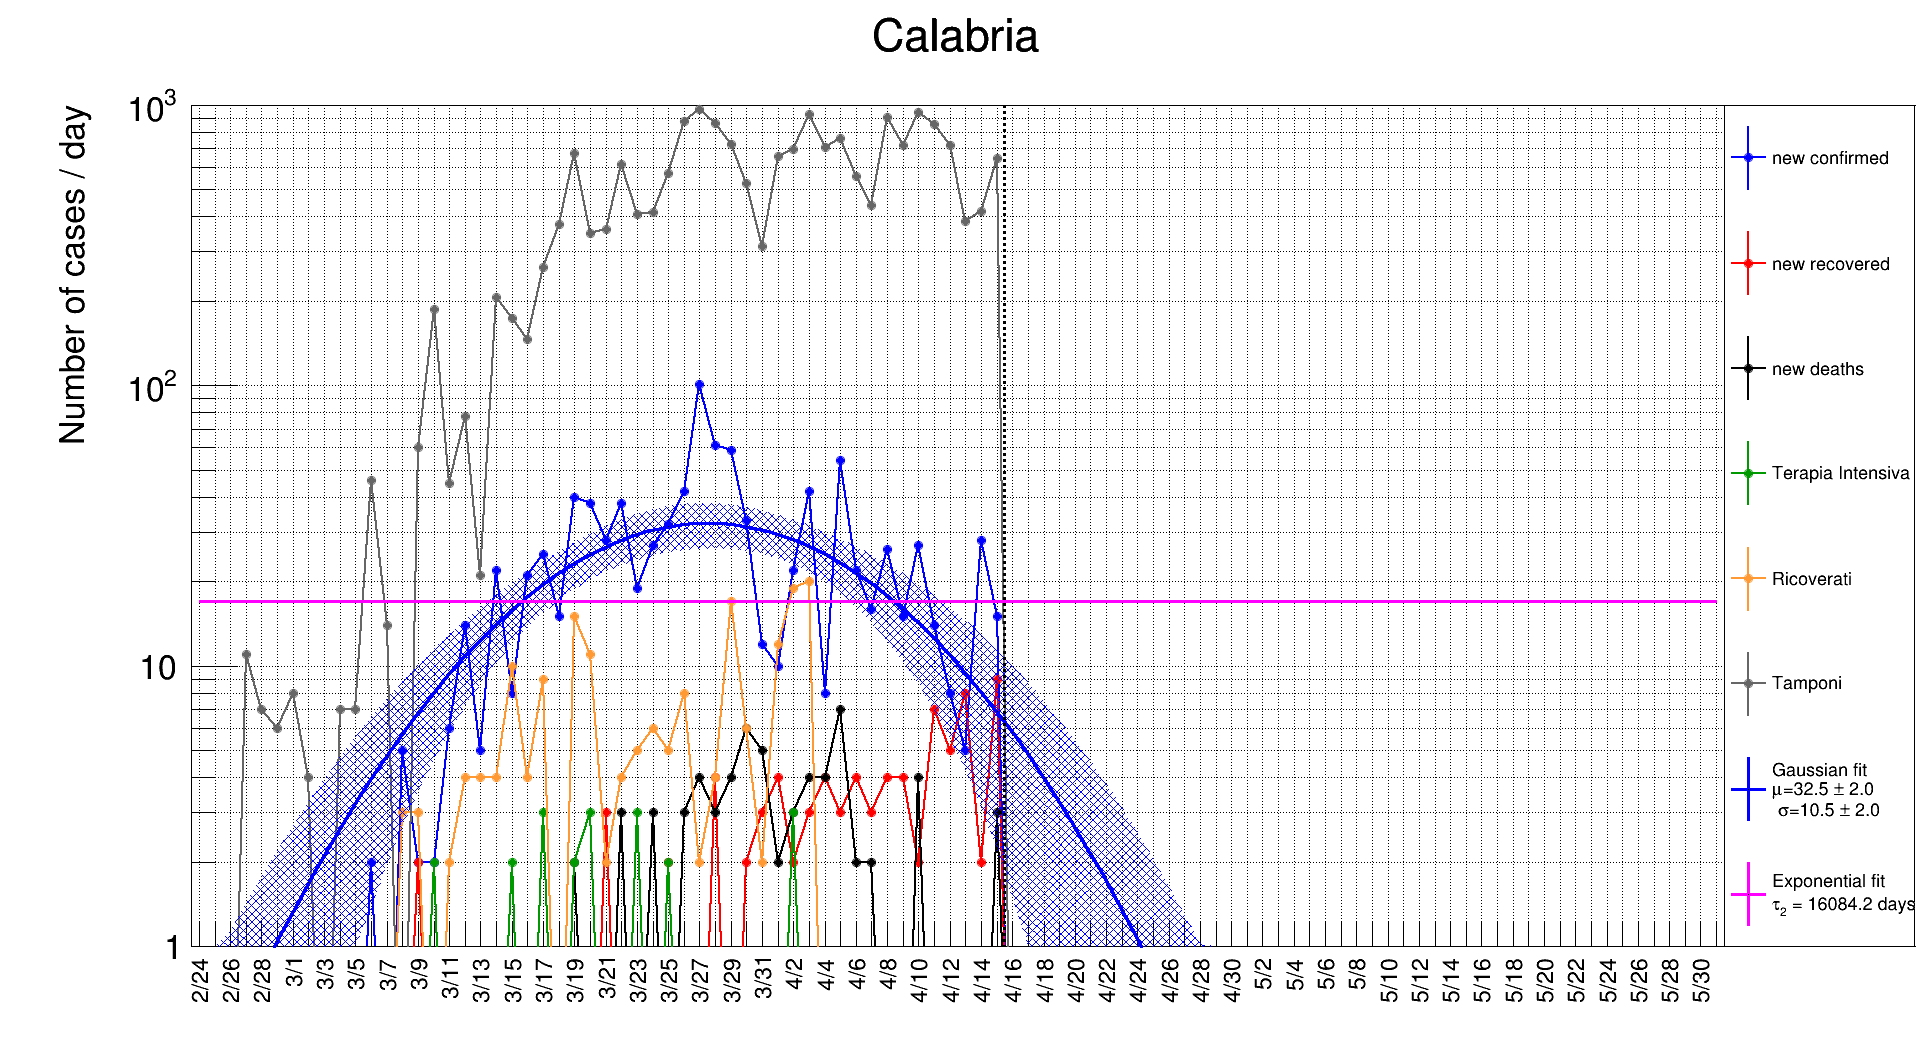 Calabria
Number of cases / day
10³
10²
10
1
2/24 2/26 2/28 3/1 3/3 3/5 3/7 3/9 3/11 3/13 3/15 3/17 3/19 3/21 3/23 3/25 3/27 3/29 3/31 4/2 4/4 4/6 4/8 4/10 4/12 4/14 4/16 4/18 4/20 4/22 4/24 4/26 4/28 4/30 5/2 5/4 5/6 5/8 5/10 5/12 5/14 5/16 5/18 5/20 5/22 5/24 5/26 5/28 5/30
new confirmed
new recovered
new deaths
Terapia Intensiva
Ricoverati
Tamponi
Gaussian fit
μ=32.5 ± 2.0
σ=10.5 ± 2.0
Exponential fit
τ₂ = 16084.2 days